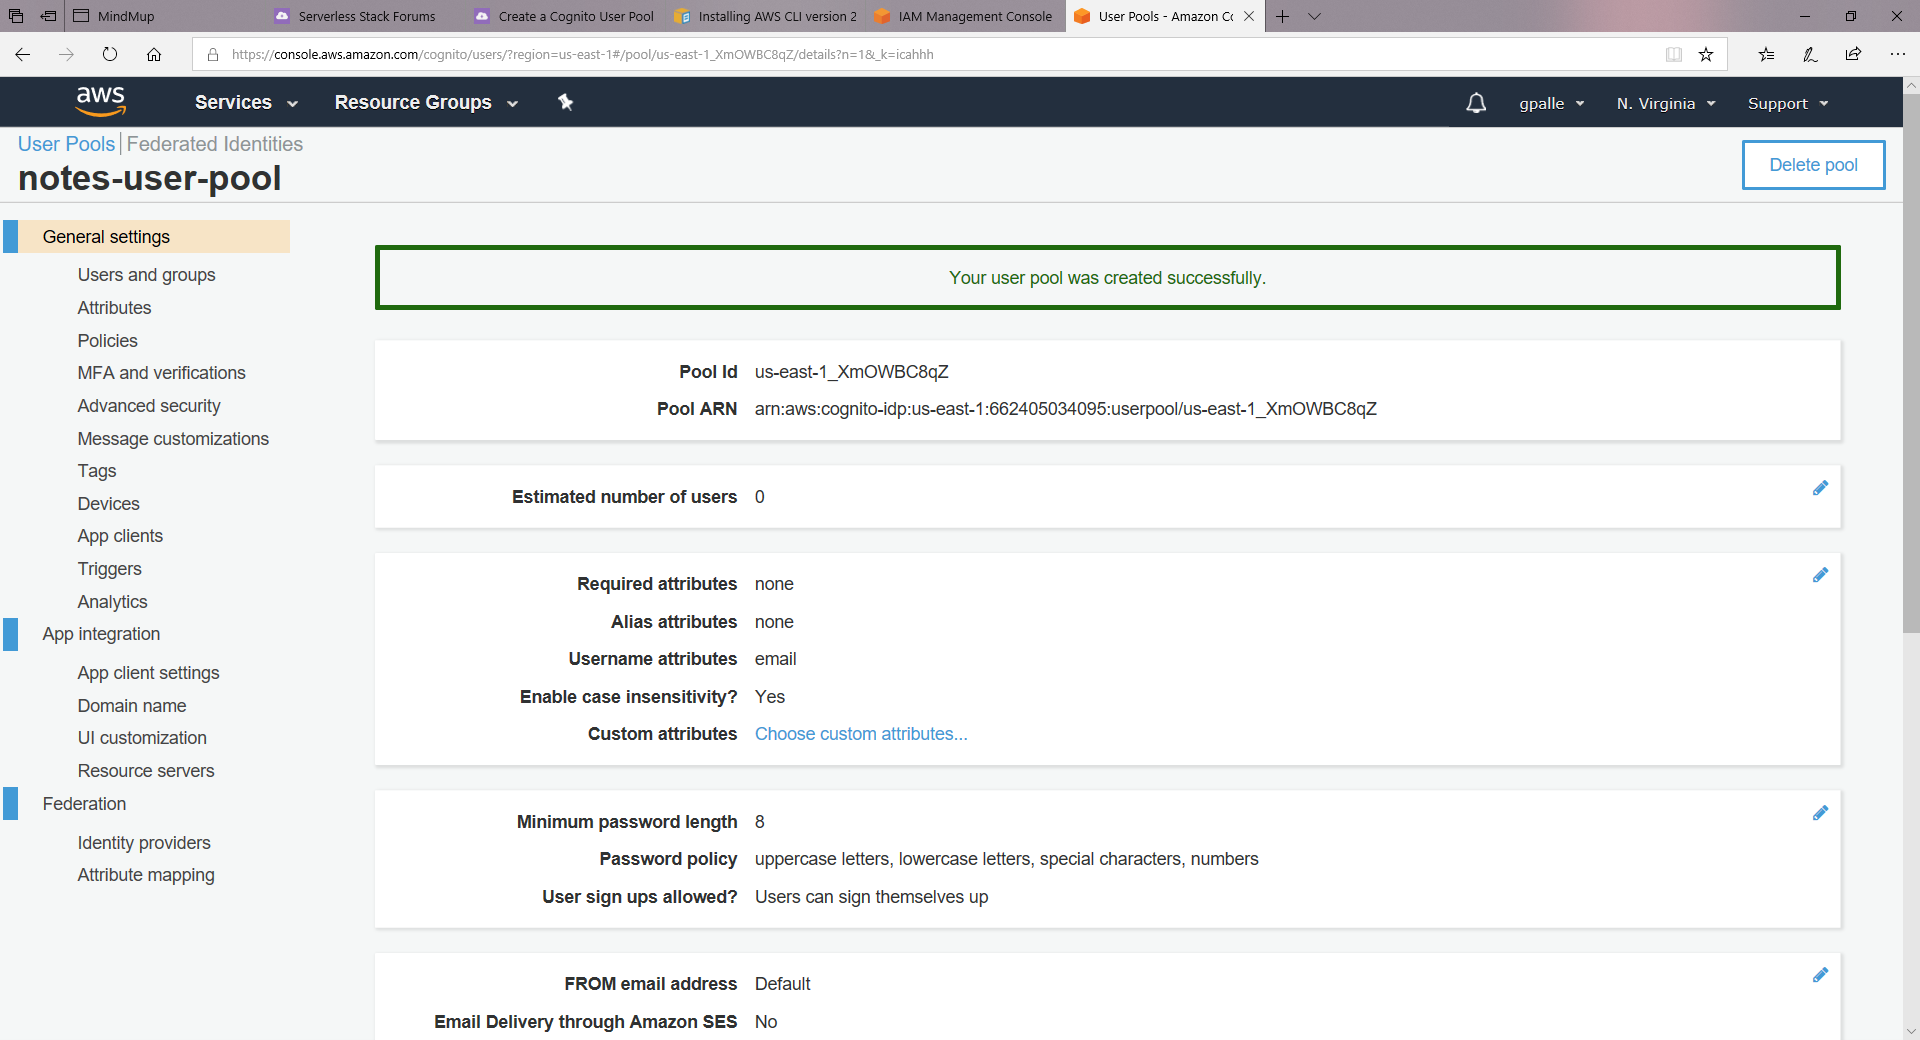 MindMup
Serverless Stack Forums
Create a Cognito User Pool
Installing AWS CLI version 2
IAM Management Console
User Pools - Amazon Co
https://console.aws.amazon.com/cognito/users/?region=us-east-1#/pool/us-east-1_XmOWBC8qZ/details?n=1&_k=icahhh
aws
Services
Resource Groups
gpalle
N. Virginia
Support
User Pools | Federated Identities
notes-user-pool
Delete pool
General settings
Users and groups
Attributes
Policies
MFA and verifications
Advanced security
Message customizations
Tags
Devices
App clients
Triggers
Analytics
App integration
App client settings
Domain name
UI customization
Resource servers
Federation
Identity providers
Attribute mapping
Your user pool was created successfully.
Pool Id us-east-1_XmOWBC8qZ
Pool ARN arn:aws:cognito-idp:us-east-1:662405034095:userpool/us-east-1_XmOWBC8qZ
Estimated number of users 0
Required attributes none
Alias attributes none
Username attributes email
Enable case insensitivity? Yes
Custom attributes Choose custom attributes...
Minimum password length 8
Password policy uppercase letters, lowercase letters, special characters, numbers
User sign ups allowed? Users can sign themselves up
FROM email address Default
Email Delivery through Amazon SES No